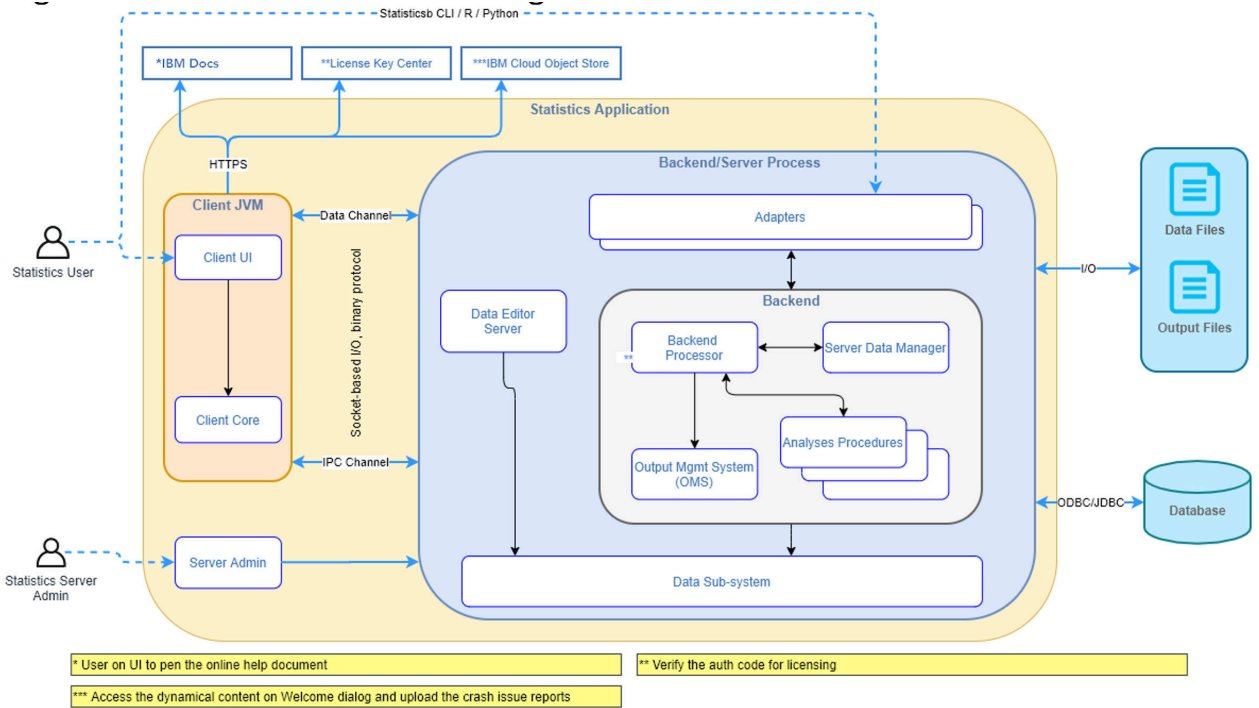 Statisticsb CLI / R / Python
*IBM Docs
**License Key Center
***IBM Cloud Object Store
Statistics Application
HTTPS
Backend/Server Process
Client JVM
Data Channel
Adapters
Data Files
Client UI
Statistics User
I/O
Socket-based I/O, binary protocol
Data Editor
Server
Backend
Output Files
Backend
Processor
**
Server Data Manager
Client Core
Analyses Procedures
IPC Channel
Output Mgmt System
(OMS)
ODBC/JDBC
Database
Statistics Server
Admin
Server Admin
Data Sub-system
* User on UI to pen the online help document
** Verify the auth code for licensing
*** Access the dynamical content on Welcome dialog and upload the crash issue reports